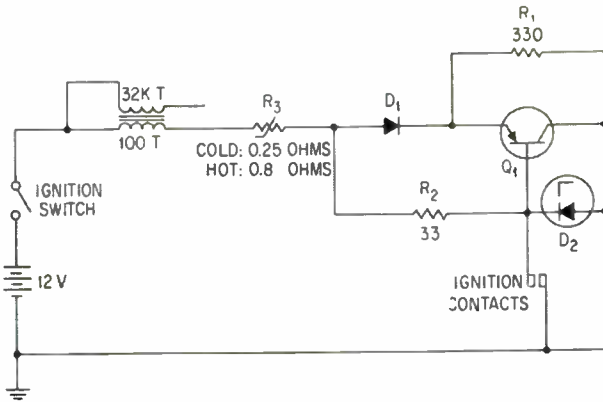 R1
330
32K T
100 T
R3
COLD: 0.25 OHMS
HOT: 0.8 OHMS
D1
Q1
R2
33
D2
IGNITION
SWITCH
12 V
IGNITION
CONTACTS